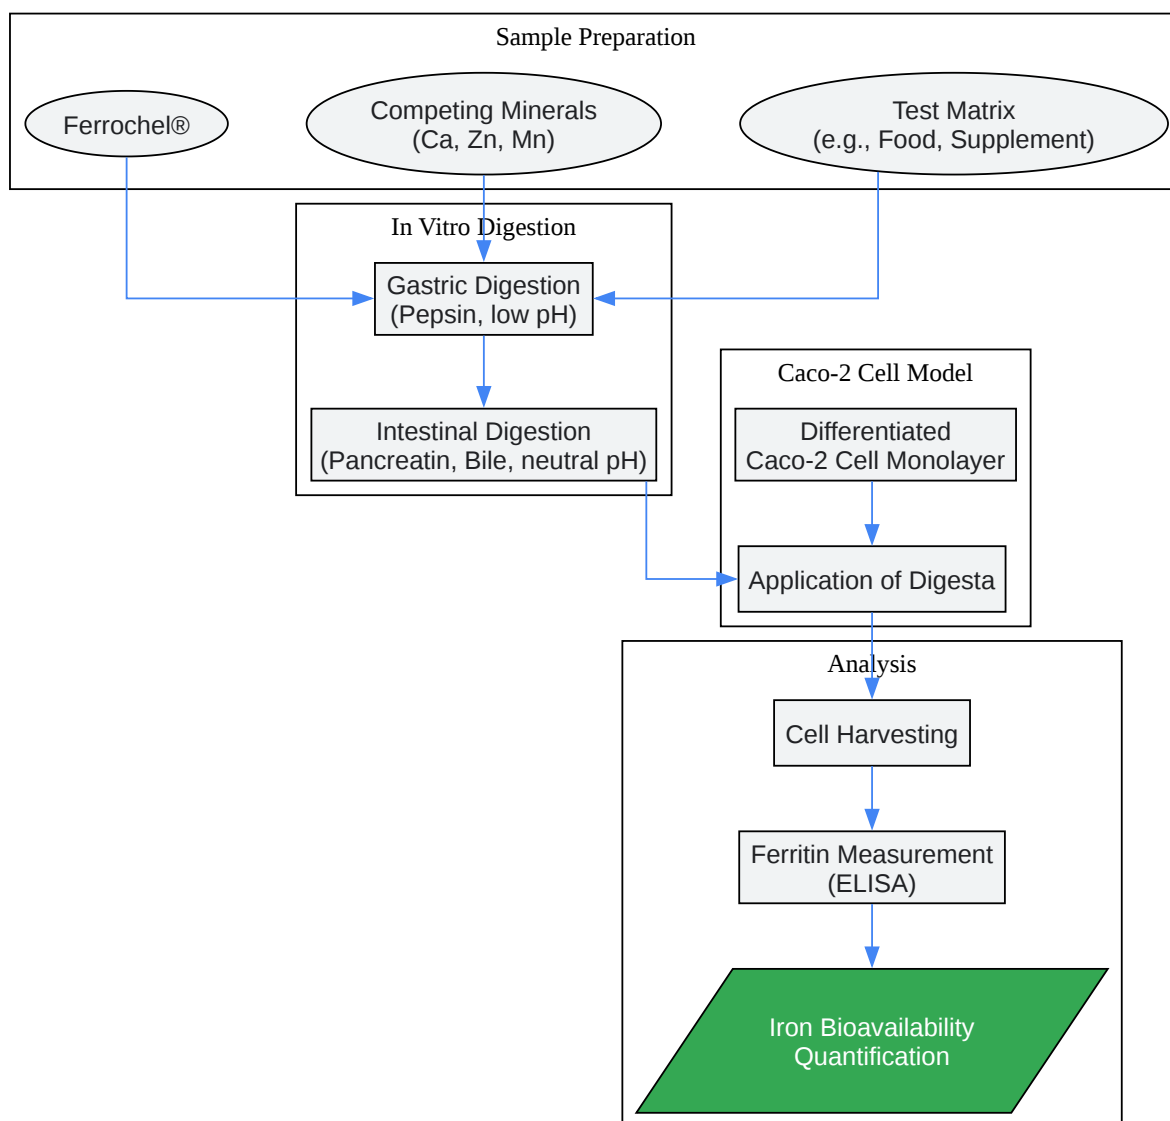 Sample Preparation
Ferrochel®
Competing Minerals
(Ca, Zn, Mn)
Test Matrix
(e.g., Food, Supplement)
In Vitro Digestion
Gastric Digestion
(Pepsin, low pH)
Intestinal Digestion
(Pancreatin, Bile, neutral pH)
Caco-2 Cell Model
Differentiated
Caco-2 Cell Monolayer
Application of Digesta
Analysis
Cell Harvesting
Ferritin Measurement
(ELISA)
Iron Bioavailability
Quantification